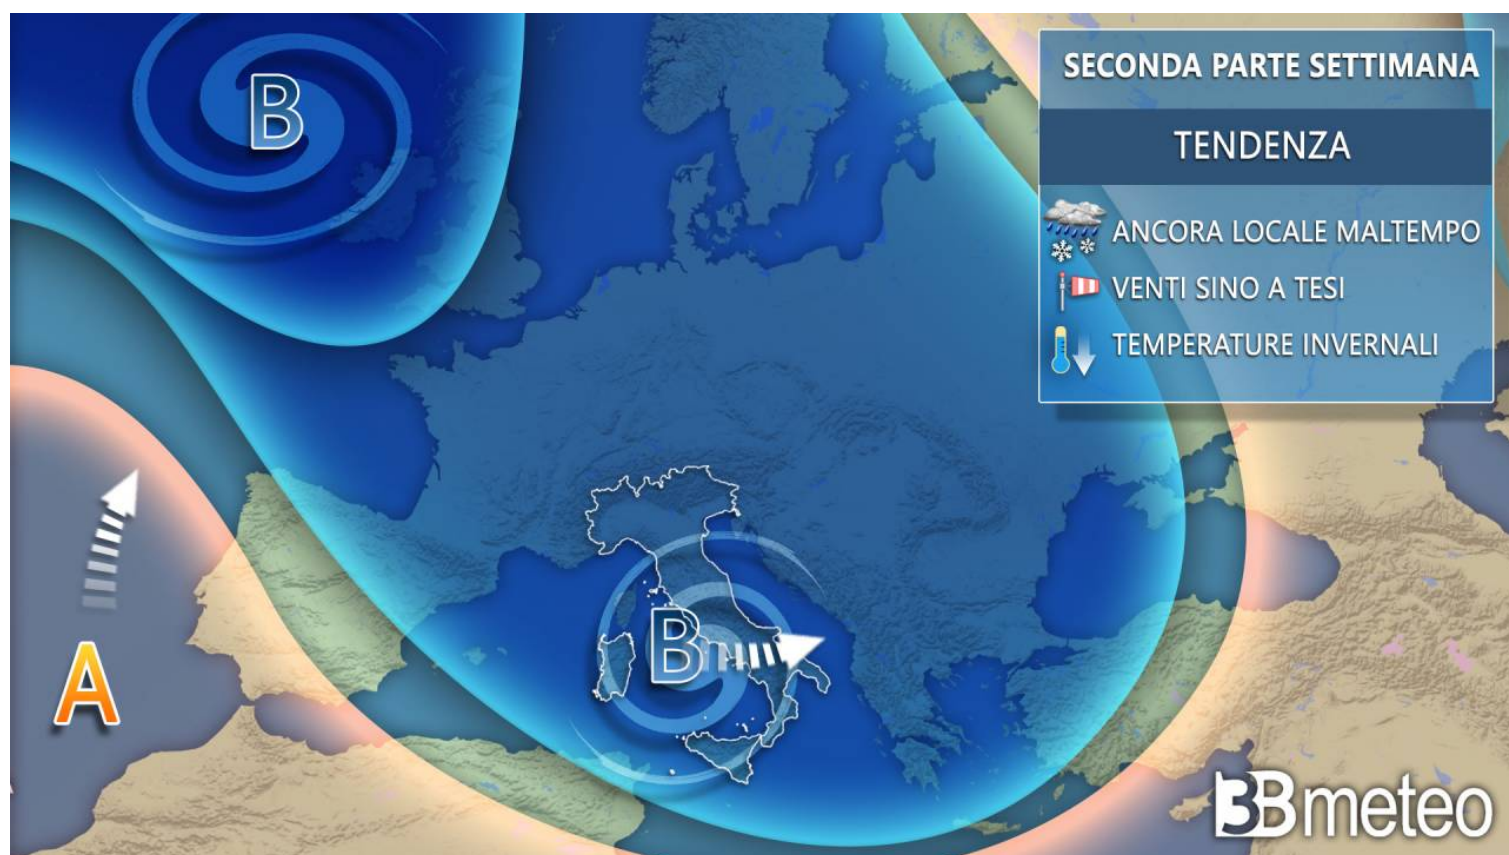 B
SECONDA PARTE SETTIMANA
TENDENZA
ANCORA LOCALE MALTEMPO
VENTI SINO A TESI
TEMPERATURE INVERNALI
B
A
3Bmeteo